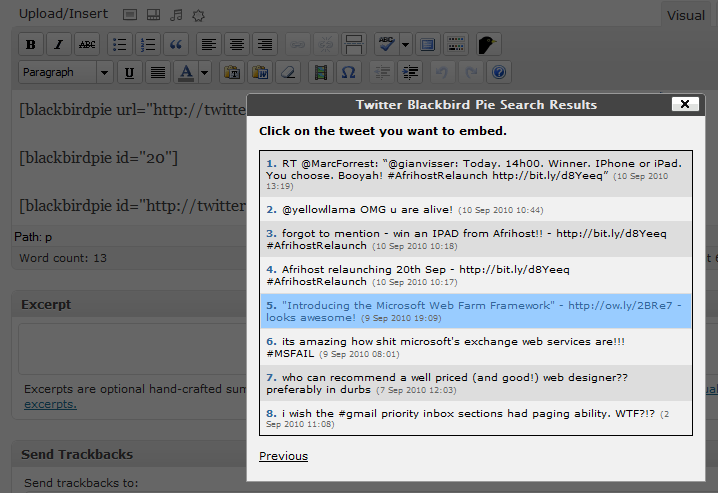 Upload/Insert
Visual
B I ABC
ABC
Paragraph
U A T W Ω
[blackbirdpie url="http://twitte
[blackbirdpie id="20"]
[blackbirdpie id="http://twitter
Path: p
Word count: 13
Excerpt
Excerpts are optional hand-crafted sum
excerpts.
Send Trackbacks
Send trackbacks to:
Twitter Blackbird Pie Search Results
Click on the tweet you want to embed.
1. RT @MarcForrest: “@gianvisser: Today. 14h00. Winner. IPhone or iPad.
You choose. Booyah! #AfrihostRelaunch http://bit.ly/d8Yeeq” (10 Sep 2010
13:19)
2. @yellowllama OMG u are alive! (10 Sep 2010 10:44)
3. forgot to mention - win an IPAD from Afrihost!! - http://bit.ly/d8Yeeq
#AfrihostRelaunch (10 Sep 2010 10:18)
4. Afrihost relaunching 20th Sep - http://bit.ly/d8Yeeq
#AfrihostRelaunch (10 Sep 2010 10:17)
5. "Introducing the Microsoft Web Farm Framework" - http://ow.ly/2BRe7 -
looks awesome! (9 Sep 2010 19:09)
6. its amazing how shit microsoft's exchange web services are!!!
#MSFAIL (9 Sep 2010 08:01)
7. who can recommend a well priced (and good!) web designer??
preferably in durbs (7 Sep 2010 12:03)
8. i wish the #gmail priority inbox sections had paging ability. WTF?!? (2
Sep 2010 11:08)
Previous